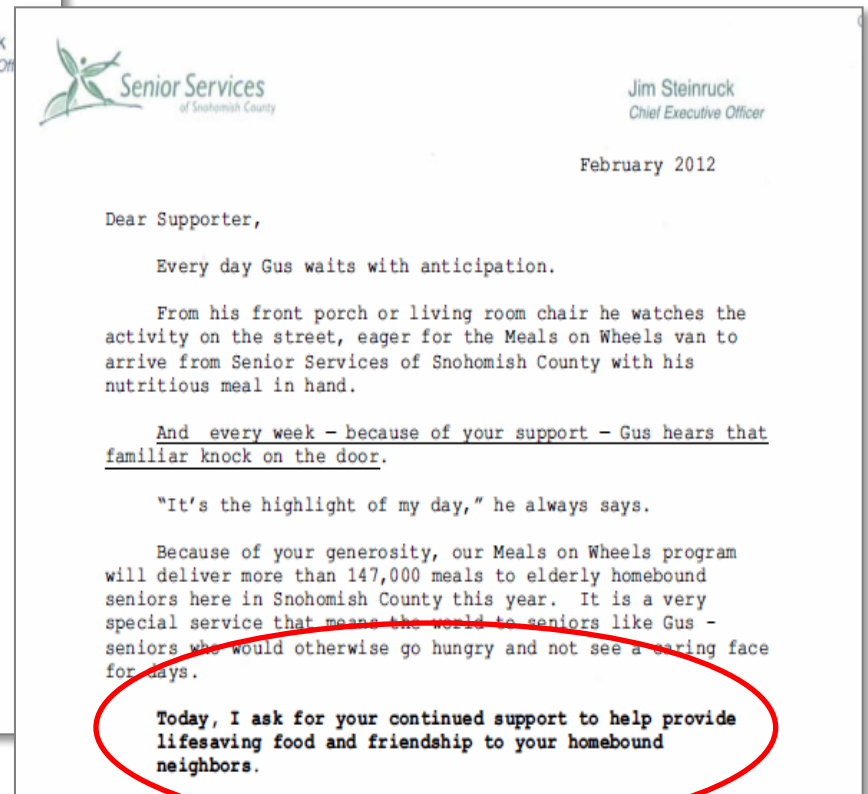 Senior Services
of Snohomish County
Jim Steinruck
Chief Executive Officer
February 2012
Dear Supporter,
Every day Gus waits with anticipation.
From his front porch or living room chair he watches the
activity on the street, eager for the Meals on Wheels van to
arrive from Senior Services of Snohomish County with his
nutritious meal in hand.
And every week — because of your support — Gus hears that
familiar knock on the door.
"It's the highlight of my day," he always says.
Because of your generosity, our Meals on Wheels program
will deliver more than 147,000 meals to elderly homebound
seniors here in Snohomish County this year. It is a very
special service that means the world to seniors like Gus -
seniors who would otherwise go hungry and not see a caring face
for days.
Today, I ask for your continued support to help provide
lifesaving food and friendship to your homebound
neighbors.